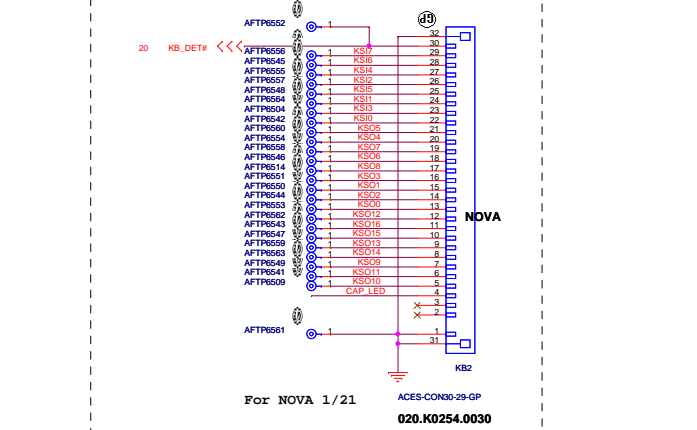 GP
AFTP6552 1
32
20 KB_DET# 30
AFTP6556 1 KSI7 29
AFTP6545 1 KSI6 28
AFTP6555 1 KSI4 27
AFTP6557 1 KSI2 26
AFTP6548 1 KSI5 25
AFTP6564 1 KSI1 24
AFTP6504 1 KSI3 23
AFTP6542 1 KSI0 22
AFTP6560 1 KSO5 21
AFTP6554 1 KSO4 20
AFTP6558 1 KSO7 19
AFTP6546 1 KSO6 18
AFTP6514 1 KSO8 17
AFTP6551 1 KSO3 16
AFTP6550 1 KSO1 15
AFTP6544 1 KSO2 14
AFTP6553 1 KSO0 13
AFTP6562 1 KSO12 12 NOVA
AFTP6543 1 KSO16 11
AFTP6547 1 KSO15 10
AFTP6559 1 KSO13 9
AFTP6563 1 KSO14 8
AFTP6549 1 KSO9 7
AFTP6541 1 KSO11 6
AFTP6509 1 KSO10 5
CAP_LED 4
3
2
AFTP6561 1 1
31
KB2
For NOVA 1/21 ACES-CON30-29-GP
020.K0254.0030